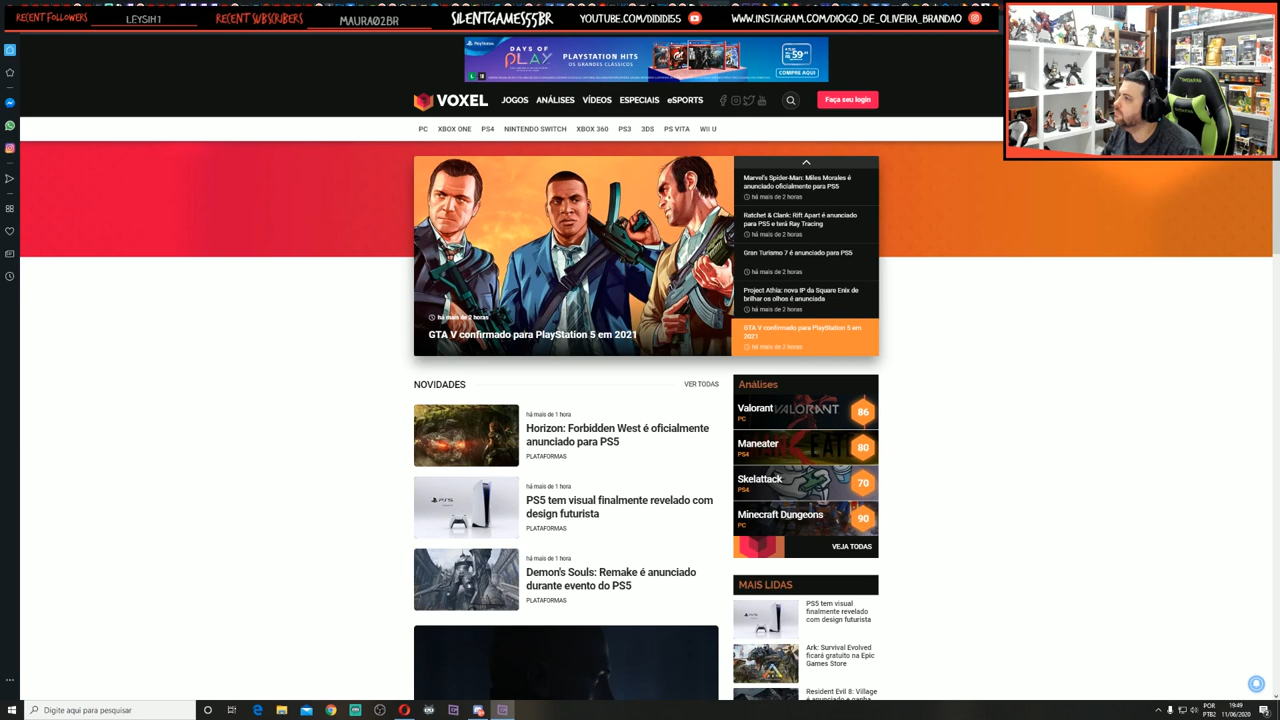 RECENT FOLLOWERS LEYSIH1 RECENT SUBSCRIBERS MAURA02BR SILENTGAMES5BR YOUTUBE.COM/DIDIDI55 WWW.INSTAGRAM.COM/DIOGO_DE_OLIVEIRA_BRANDAO
PlayStation
DAYS OF PLAY
PLAYSTATION HITS
OS GRANDES CLÁSSICOS
COMPRE AQUI
VOXEL JOGOS ANÁLISES VÍDEOS ESPECIAIS eSPORTS Faça seu login
PC XBOX ONE PS4 NINTENDO SWITCH XBOX 360 PS3 3DS PS VITA WII U
há mais de 2 horas
GTA V confirmado para PlayStation 5 em 2021
Marvel's Spider-Man: Miles Morales é
anunciado oficialmente para PS5
há mais de 2 horas
Ratchet & Clank: Rift Apart é anunciado
para PS5 e terá Ray Tracing
há mais de 2 horas
Gran Turismo 7 é anunciado para PS5
há mais de 2 horas
Project Athia: nova IP da Square Enix de
brilhar os olhos é anunciada
há mais de 2 horas
GTA V confirmado para PlayStation 5 em
2021
há mais de 2 horas
NOVIDADES VER TODAS
há mais de 1 hora
Horizon: Forbidden West é oficialmente
anunciado para PS5
PLATAFORMAS
há mais de 1 hora
PS5 tem visual finalmente revelado com
design futurista
PLATAFORMAS
há mais de 1 hora
Demon's Souls: Remake é anunciado
durante evento do PS5
PLATAFORMAS
Análises
Valorant VALORANT 86
PC
Maneater 80
PS4
Skelattack 70
PS4
Minecraft Dungeons 90
PC
VEJA TODAS
MAIS LIDAS
PS5 tem visual
finalmente revelado
com design futurista
Ark: Survival Evolved
ficará gratuito na Epic
Games Store
Resident Evil 8: Village
Digite aqui para pesquisar
POR
PTB2
19:49
11/06/2020